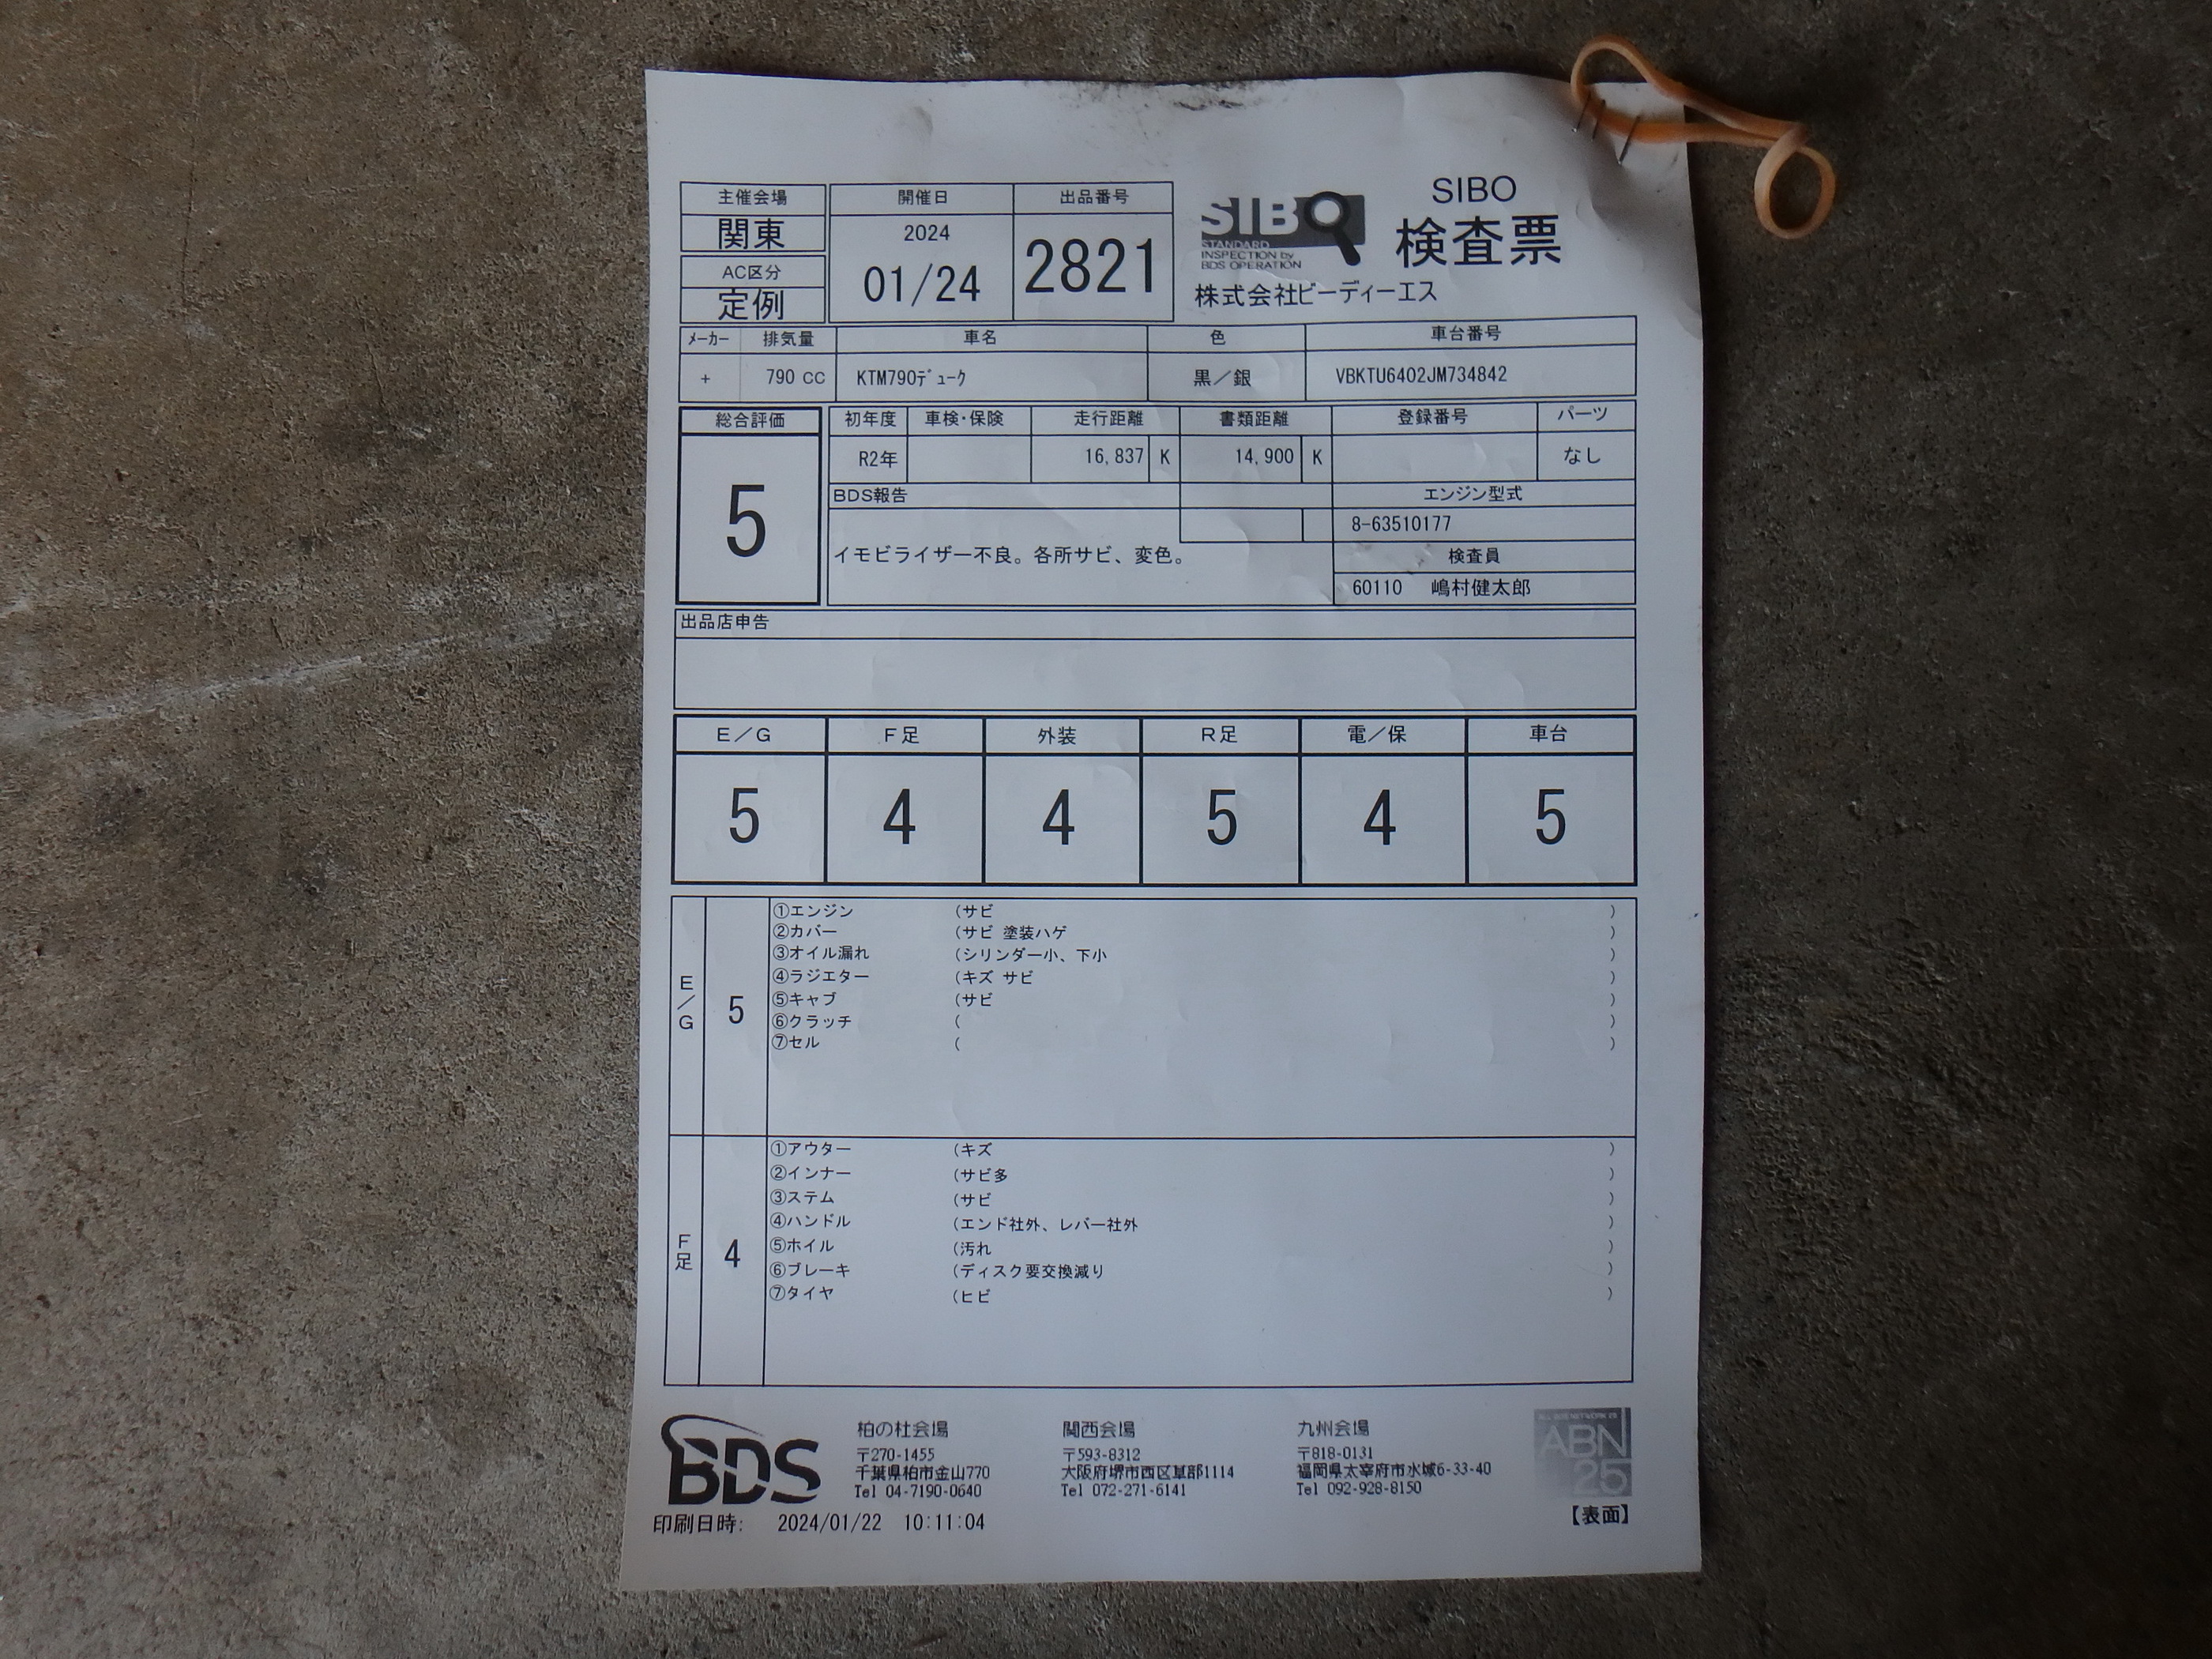 主催会場
関東
AC区分
定例
開催日
2024
01/24
出品番号
2821
SIBO
STANDARD
INSPECTION by
BDS OPERATION
SIBO
検査票
株式会社ビーディーエス
ﾒｰｶｰ 排気量 車名 色 車台番号
+ 790 CC KTM790ﾃﾞｭｰｸ 黒／銀 VBKTU6402JM734842
総合評価
5
初年度 車検･保険 走行距離 書類距離 登録番号 パーツ
R2年 16,837 K 14,900 K なし
BDS報告
イモビライザー不良。各所サビ、変色。
エンジン型式
8-63510177
検査員
60110 嶋村健太郎
出品店申告
E／G F足 外装 R足 電／保 車台
5 4 4 5 4 5
E／G
5
①エンジン (サビ )
②カバー (サビ 塗装ハゲ )
③オイル漏れ (シリンダー小、下小 )
④ラジエター (キズ サビ )
⑤キャブ (サビ )
⑥クラッチ ( )
⑦セル ( )
F足
4
①アウター (キズ )
②インナー (サビ多 )
③ステム (サビ )
④ハンドル (エンド社外、レバー社外 )
⑤ホイル (汚れ )
⑥ブレーキ (ディスク要交換減り )
⑦タイヤ (ヒビ )
BDS
柏の杜会場
〒270-1455
千葉県柏市金山770
Tel 04-7190-0640
関西会場
〒593-8312
大阪府堺市西区草部1114
Tel 072-271-6141
九州会場
〒818-0131
福岡県太宰府市水城6-33-40
Tel 092-928-8150
ABN
25
印刷日時: 2024/01/22 10:11:04
【表面】